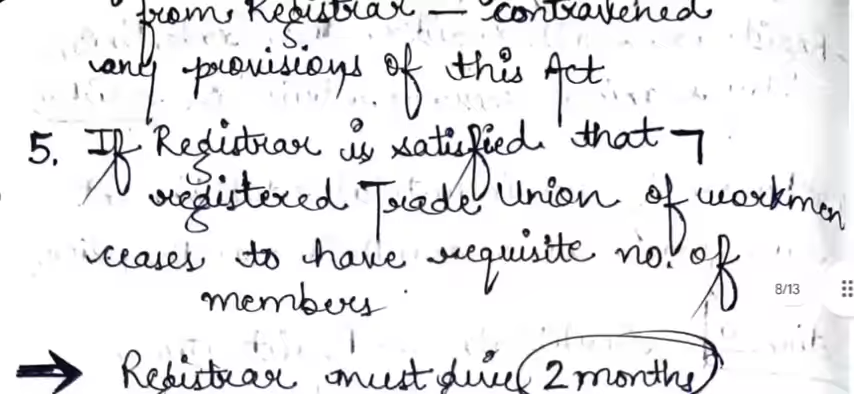 from Registrar — contravened
any provisions of this Act
5. If Registrar is satisfied that ㄱ
registered Trade Union of workmen
ceases to have requisite no. of
members
8/13
→ Registrar must give 2 months